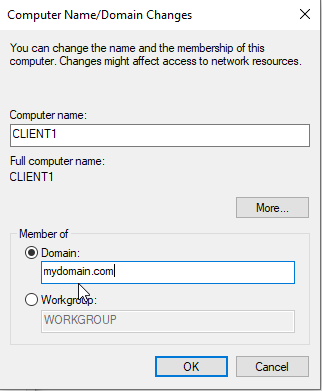 Computer Name/Domain Changes
You can change the name and the membership of this
computer. Changes might affect access to network resources.
Computer name:
CLIENT1
Full computer name:
CLIENT1
More...
Member of
Domain:
mydomain.com
Workgroup:
WORKGROUP
OK
Cancel